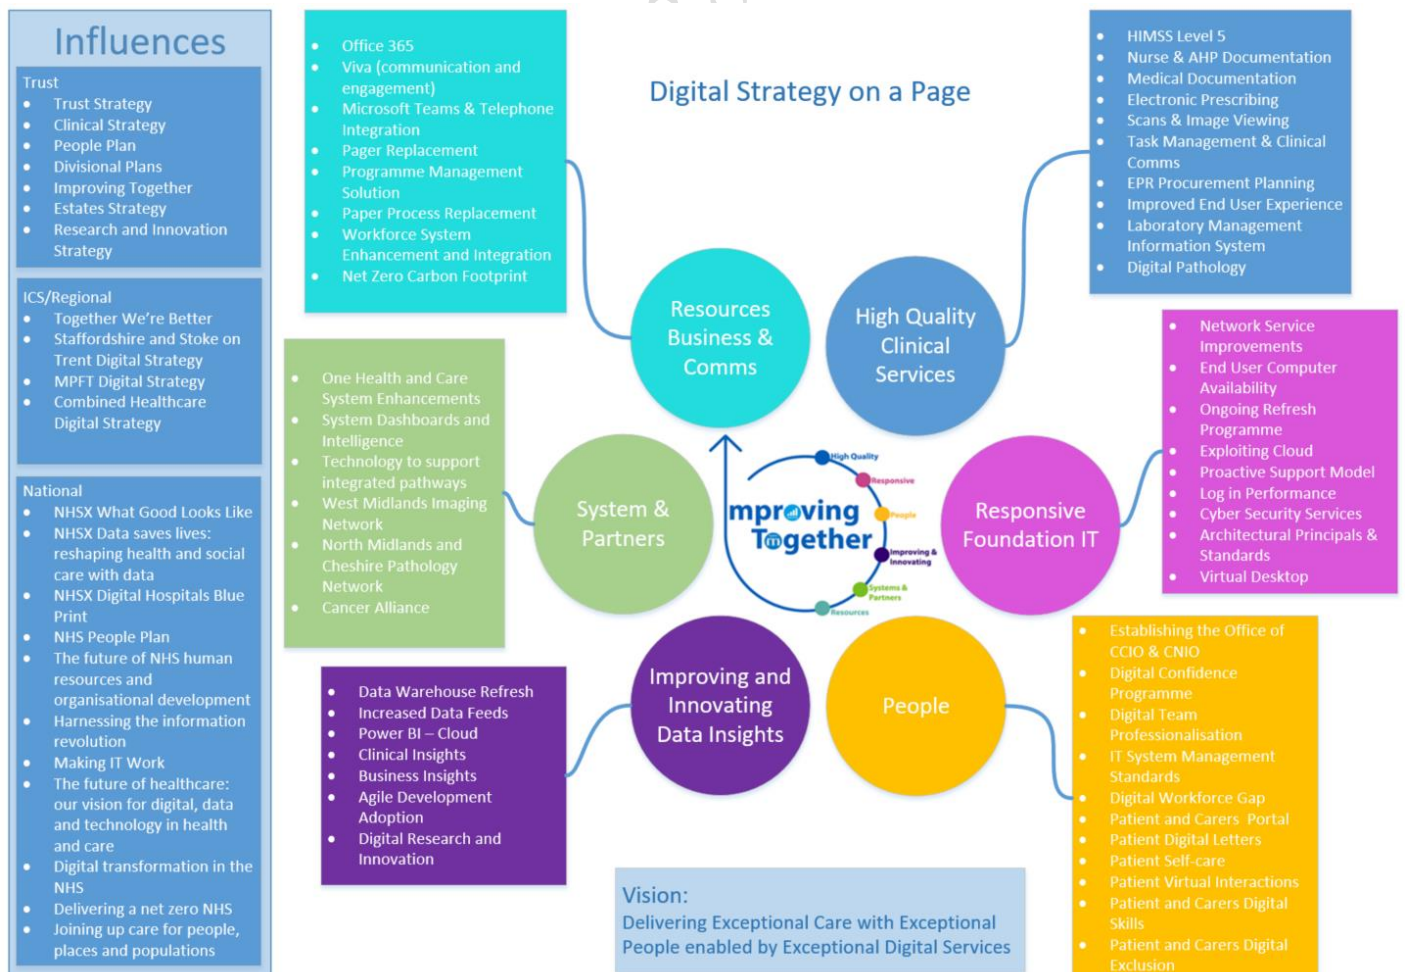 Influences
Trust
• Trust Strategy
• Clinical Strategy
• People Plan
• Divisional Plans
• Improving Together
• Estates Strategy
• Research and Innovation
Strategy
ICS/Regional
• Together We're Better
• Staffordshire and Stoke on
Trent Digital Strategy
• MPFT Digital Strategy
• Combined Healthcare
Digital Strategy
National
• NHSX What Good Looks Like
• NHSX Data saves lives:
reshaping health and social
care with data
• NHSX Digital Hospitals Blue
Print
• NHS People Plan
• The future of NHS human
resources and
organisational development
• Harnessing the information
revolution
• Making IT Work
• The future of healthcare:
our vision for digital, data
and technology in health
and care
• Digital transformation in the
NHS
• Delivering a net zero NHS
• Joining up care for people,
places and populations
Digital Strategy on a Page
• Office 365
• Viva (communication and
engagement)
• Microsoft Teams & Telephone
Integration
• Pager Replacement
• Programme Management
Solution
• Paper Process Replacement
• Workforce System
Enhancement and Integration
• Net Zero Carbon Footprint
Resources
Business &
Comms
High Quality
Clinical
Services
• HIMSS Level 5
• Nurse & AHP Documentation
• Medical Documentation
• Electronic Prescribing
• Scans & Image Viewing
• Task Management & Clinical
Comms
• EPR Procurement Planning
• Improved End User Experience
• Laboratory Management
Information System
• Digital Pathology
• One Health and Care
System Enhancements
• System Dashboards and
Intelligence
• Technology to support
integrated pathways
• West Midlands Imaging
Network
• North Midlands and
Cheshire Pathology
Network
• Cancer Alliance
System &
Partners
High Quality
Responsive
People
Improving &
Innovating
Systems &
Partners
Resources
Improving
Together
Responsive
Foundation IT
• Network Service
Improvements
• End User Computer
Availability
• Ongoing Refresh
Programme
• Exploiting Cloud
• Proactive Support Model
• Log in Performance
• Cyber Security Services
• Architectural Principals &
Standards
• Virtual Desktop
• Data Warehouse Refresh
• Increased Data Feeds
• Power BI – Cloud
• Clinical Insights
• Business Insights
• Agile Development
Adoption
• Digital Research and
Innovation
Improving and
Innovating
Data Insights
People
• Establishing the Office of
CCIO & CNIO
• Digital Confidence
Programme
• Digital Team
Professionalisation
• IT System Management
Standards
• Digital Workforce Gap
• Patient and Carers Portal
• Patient Digital Letters
• Patient Self-care
• Patient Virtual Interactions
• Patient and Carers Digital
Skills
• Patient and Carers Digital
Exclusion
Vision:
Delivering Exceptional Care with Exceptional
People enabled by Exceptional Digital Services